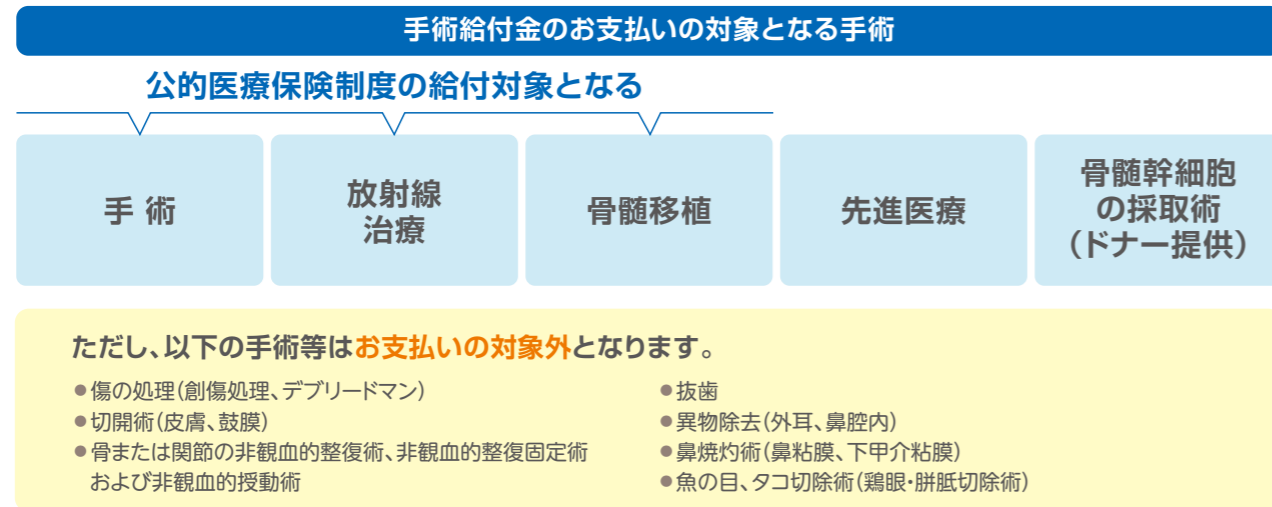 手術給付金のお支払いの対象となる手術
公的医療保険制度の給付対象となる
手 術
放射線
治療
骨髄移植
先進医療
骨髄幹細胞
の採取術
（ドナー提供）
ただし、以下の手術等はお支払いの対象外となります。
●傷の処理（創傷処理、デブリードマン）
●切開術（皮膚、鼓膜）
●骨または関節の非観血的整復術、非観血的整復固定術
および非観血的授動術
●抜歯
●異物除去（外耳、鼻腔内）
●鼻焼灼術（鼻粘膜、下甲介粘膜）
●魚の目、タコ切除術（鶏眼・胼胝切除術）